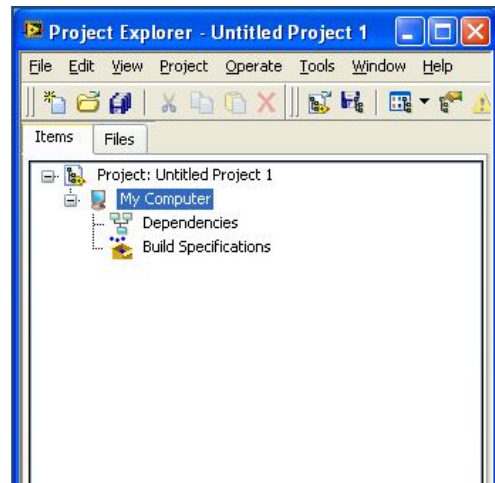 Project Explorer - Untitled Project 1
File Edit View Project Operate Tools Window Help
Items Files
Project: Untitled Project 1
My Computer
Dependencies
Build Specifications